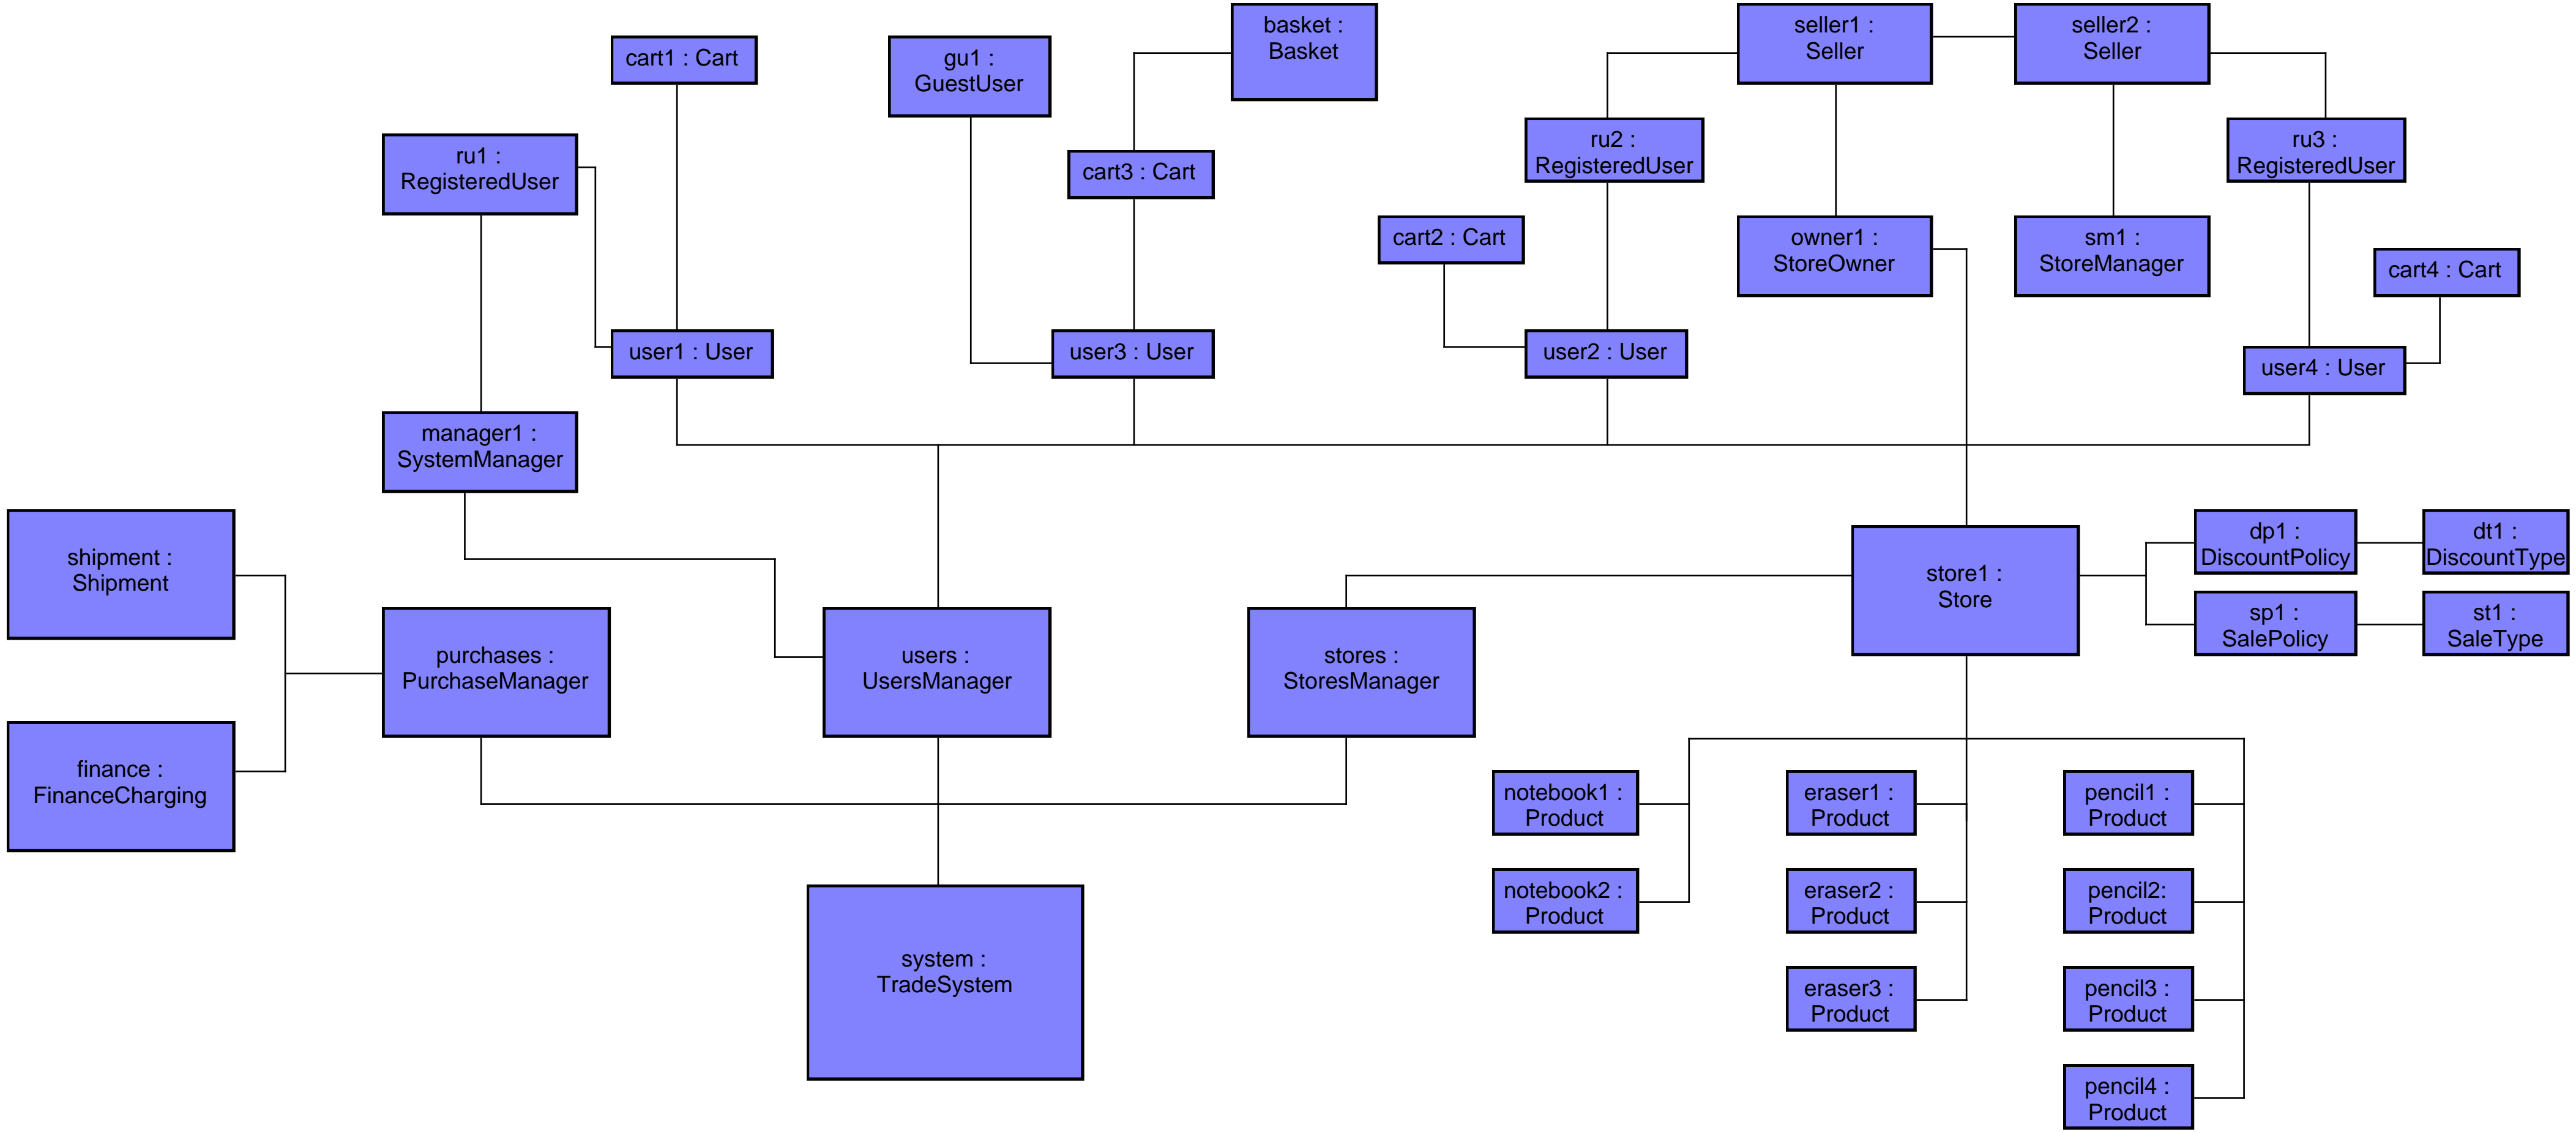 basket :
Basket
seller1 :
Seller
seller2 :
Seller
cart1 : Cart
gu1 :
GuestUser
ru1 :
RegisteredUser
cart3 : Cart
ru2 :
RegisteredUser
ru3 :
RegisteredUser
cart2 : Cart
owner1 :
StoreOwner
sm1 :
StoreManager
cart4 : Cart
user1 : User
user3 : User
user2 : User
user4 : User
manager1 :
SystemManager
shipment :
Shipment
dp1 :
DiscountPolicy
dt1 :
DiscountType
store1 :
Store
sp1 :
SalePolicy
st1 :
SaleType
purchases :
PurchaseManager
users :
UsersManager
stores :
StoresManager
finance :
FinanceCharging
notebook1 :
Product
eraser1 :
Product
pencil1 :
Product
notebook2 :
Product
eraser2 :
Product
pencil2:
Product
system :
TradeSystem
eraser3 :
Product
pencil3 :
Product
pencil4 :
Product